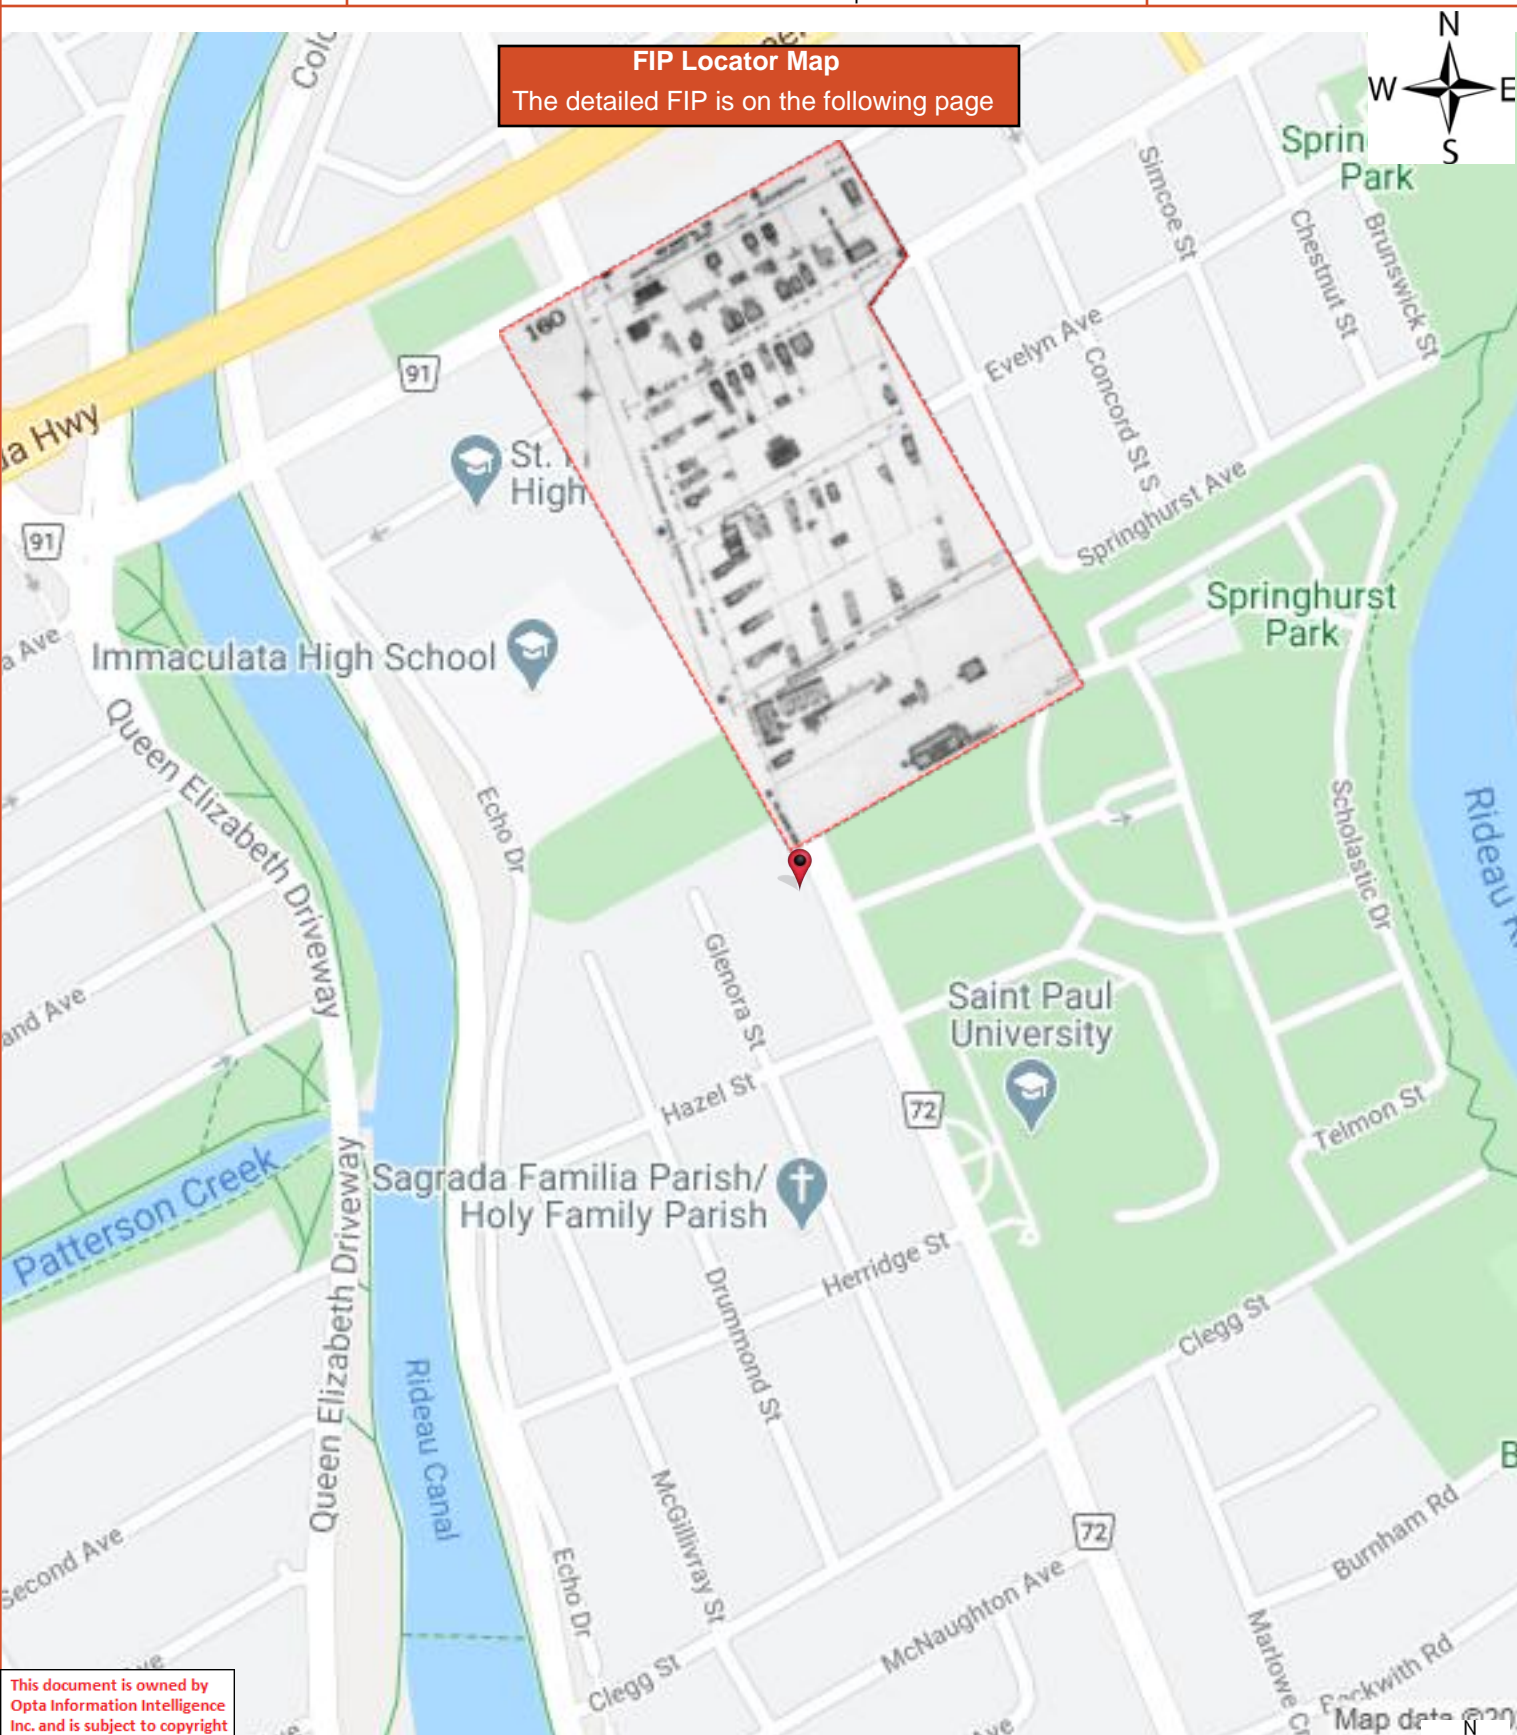 FIP Locator Map
The detailed FIP is on the following page
N
W
E
S
Park
Simcoe St
Chestnut St
Brunswick St
160
91
Evelyn Ave
Concord St S
St.
High
Springhurst Ave
91
Springhurst
Park
Immaculata High School
Queen Elizabeth Driveway
Echo Dr
Scholastic Dr
Rideau
Glenora St
Saint Paul
University
Hazel St
72
Telmon St
Patterson Creek
Sagrada Familia Parish/
Holy Family Parish
Herridge St
Drummond St
Clegg St
Queen Elizabeth Driveway
Rideau Canal
McGillivray St
72
Burnham Rd
Second Ave
Echo Dr
McNaughton Ave
Marlowe
Clegg St
This document is owned by
Opta Information Intelligence
Inc. and is subject to copyright
Map data ©20
N